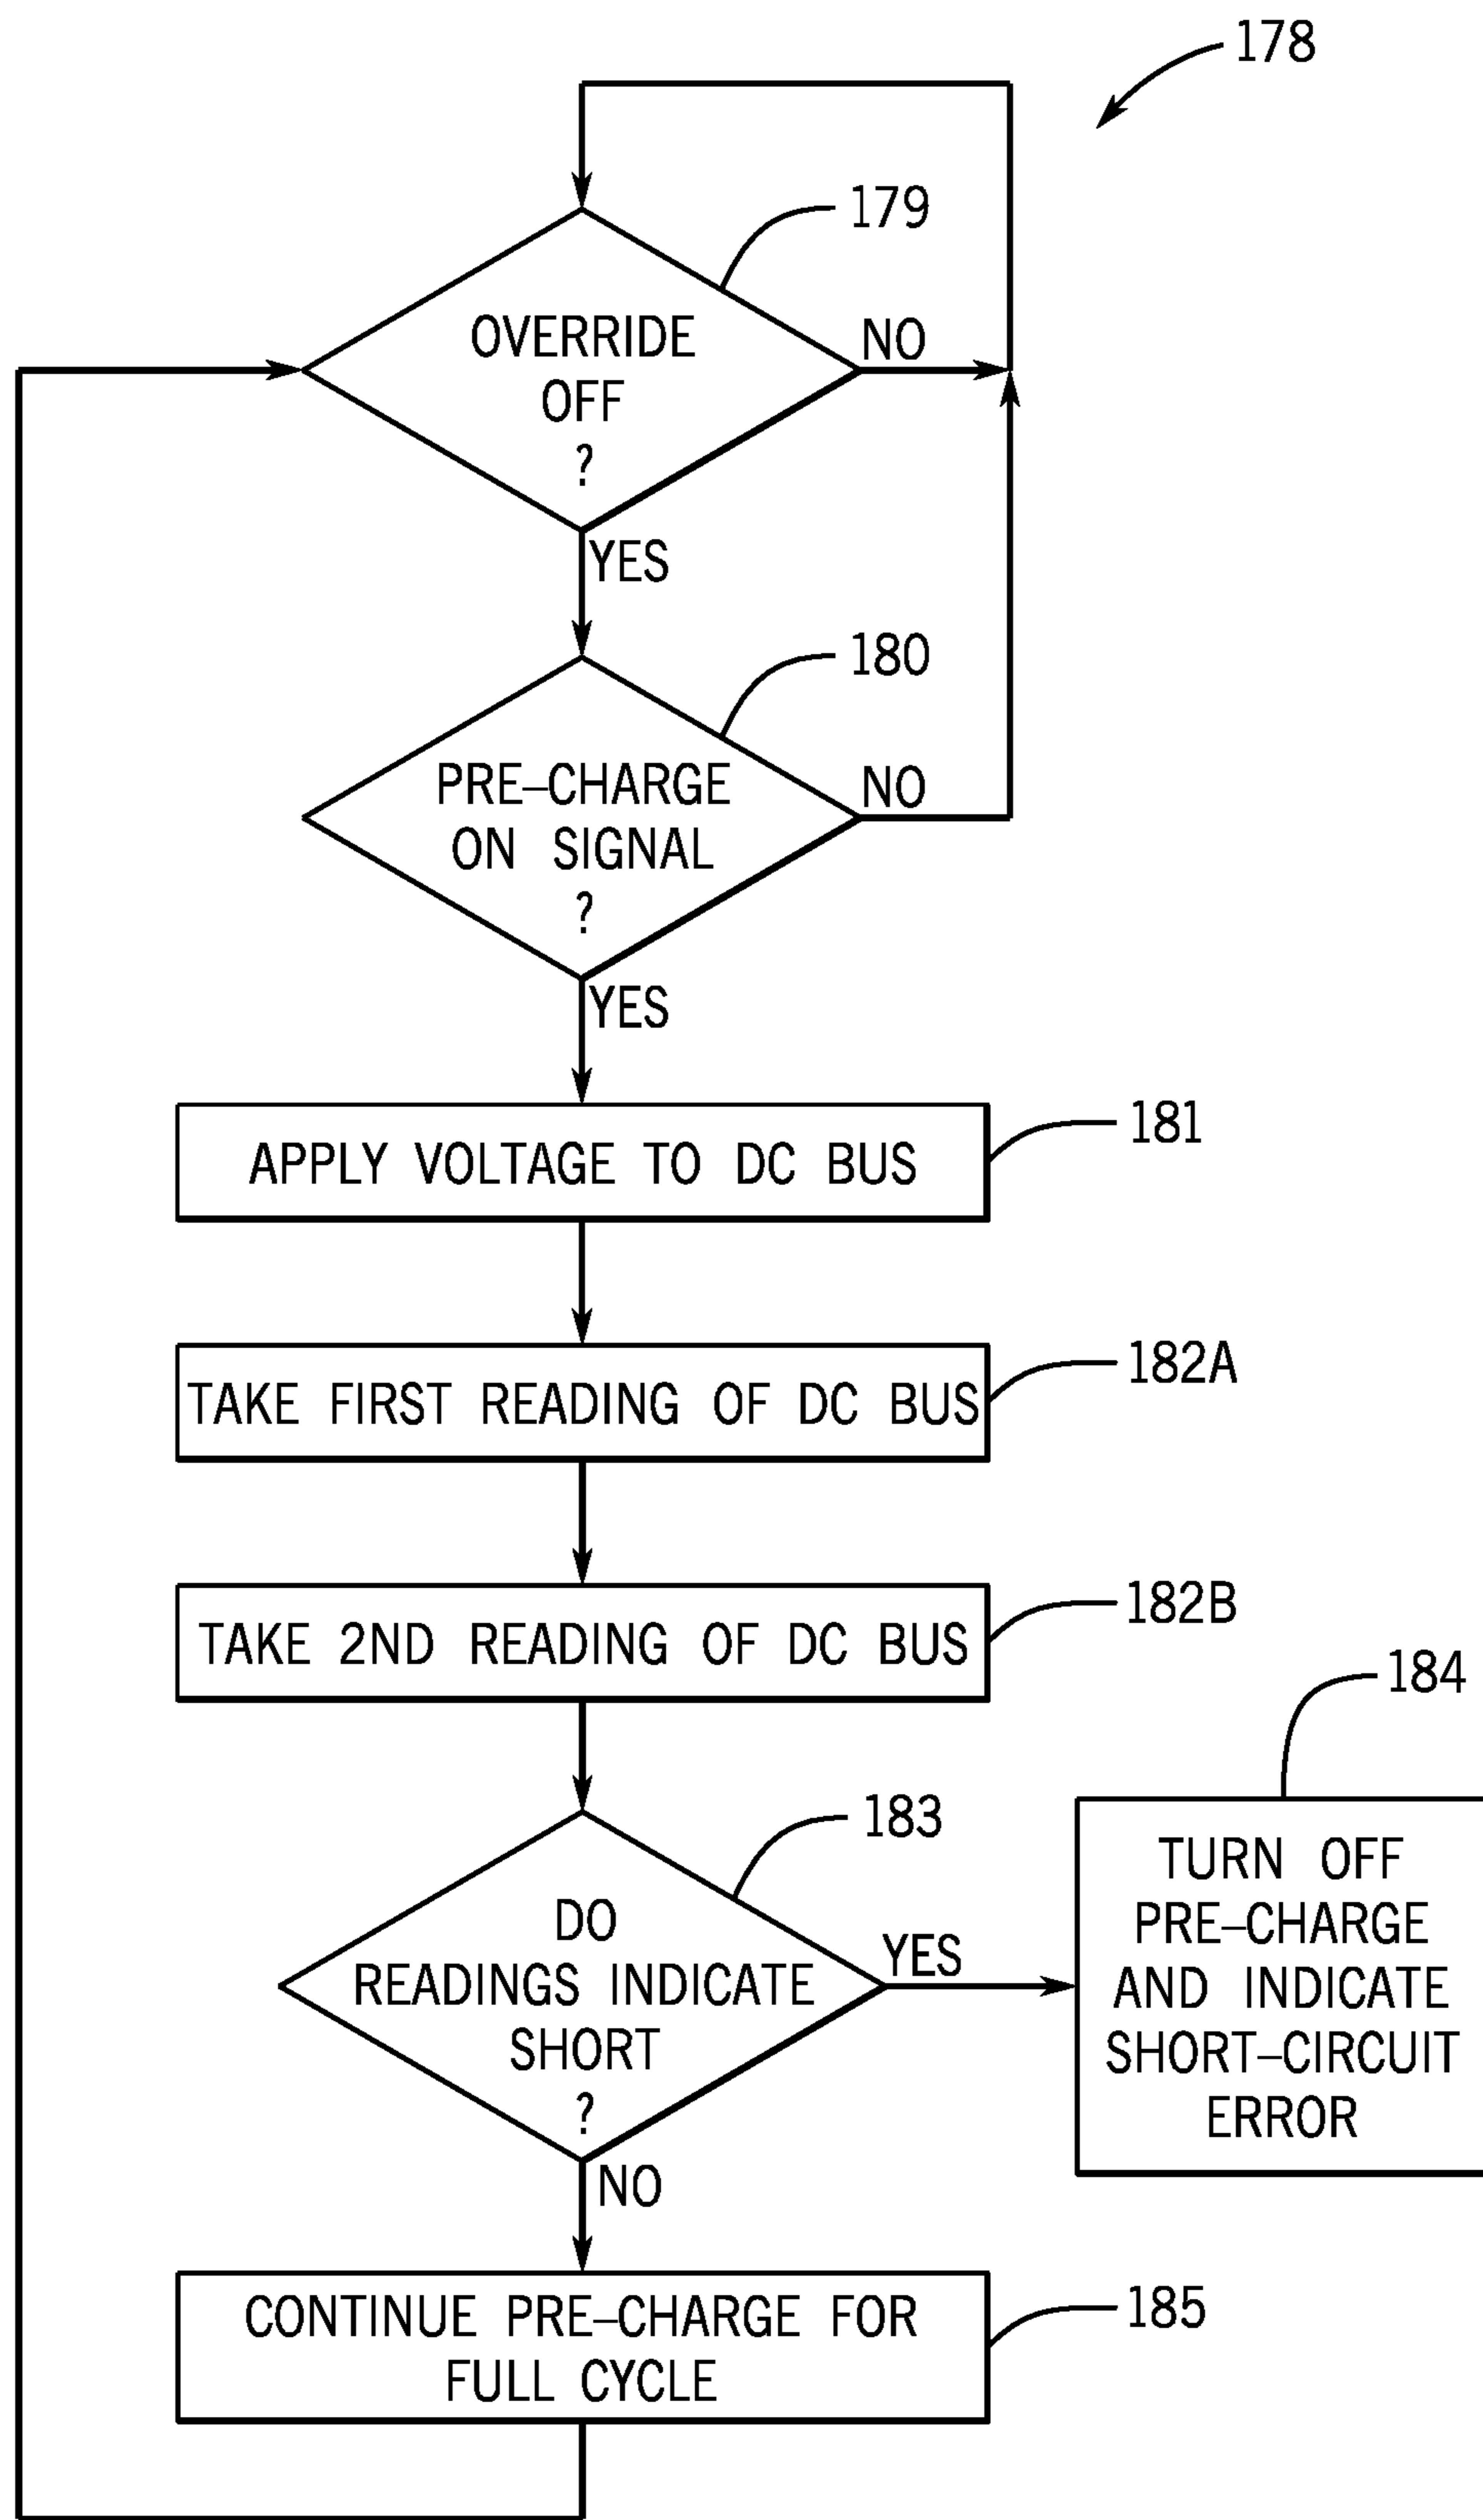 178
179
OVERRIDE
OFF
?
NO
YES
180
PRE-CHARGE
ON SIGNAL
?
NO
YES
181
APPLY VOLTAGE TO DC BUS
182A
TAKE FIRST READING OF DC BUS
182B
TAKE 2ND READING OF DC BUS
183
DO
READINGS INDICATE
SHORT
?
YES
184
TURN OFF
PRE-CHARGE
AND INDICATE
SHORT-CIRCUIT
ERROR
NO
185
CONTINUE PRE-CHARGE FOR
FULL CYCLE